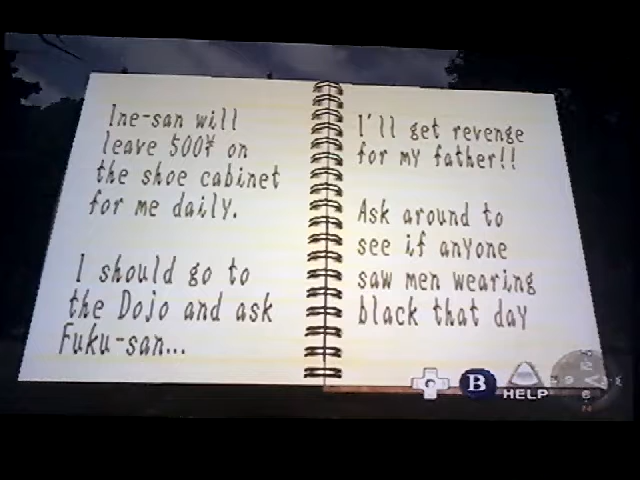 Ine-san will
leave 500¥ on
the shoe cabinet
for me daily.
I should go to
the Dojo and ask
Fuku-san...
I'll get revenge
for my father!!
Ask around to
see if anyone
saw men wearing
black that day
B
HELP